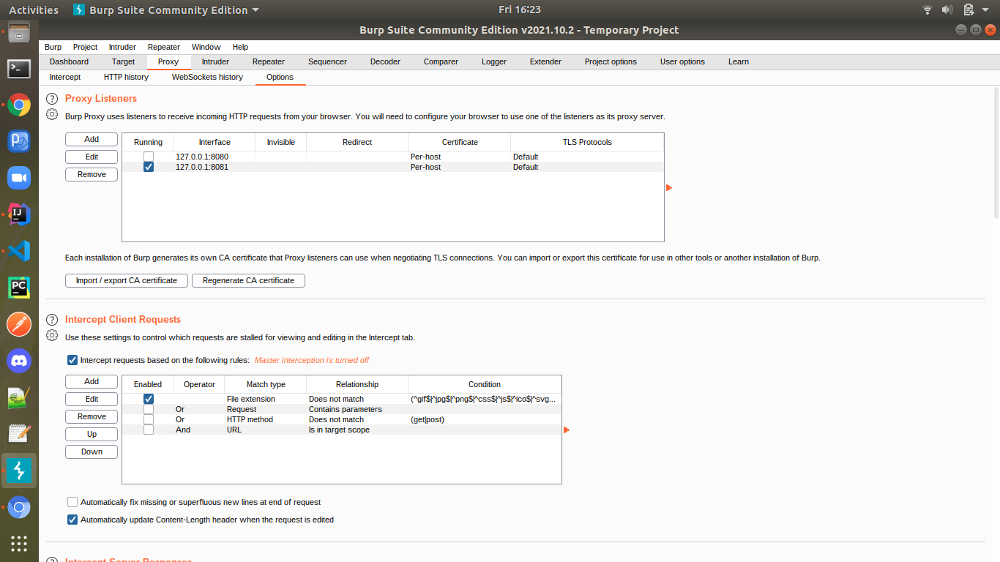 Activities Burp Suite Community Edition Fri 16:23
Burp Suite Community Edition v2021.10.2 - Temporary Project
Burp Project Intruder Repeater Window Help
Dashboard Target Proxy Intruder Repeater Sequencer Decoder Comparer Logger Extender Project options User options Learn
Intercept HTTP history WebSockets history Options
? Proxy Listeners
Burp Proxy uses listeners to receive incoming HTTP requests from your browser. You will need to configure your browser to use one of the listeners as its proxy server.
Add
Edit
Remove
Running Interface Invisible Redirect Certificate TLS Protocols
127.0.0.1:8080 Per-host Default
127.0.0.1:8081 Per-host Default
Each installation of Burp generates its own CA certificate that Proxy listeners can use when negotiating TLS connections. You can import or export this certificate for use in other tools or another installation of Burp.
Import / export CA certificate Regenerate CA certificate
? Intercept Client Requests
Use these settings to control which requests are stalled for viewing and editing in the Intercept tab.
Intercept requests based on the following rules: Master interception is turned off
Add
Edit
Remove
Up
Down
Enabled Operator Match type Relationship Condition
File extension Does not match (^gif$|^jpg$|^png$|^css$|^js$|^ico$|^svg...
Or Request Contains parameters
Or HTTP method Does not match (get|post)
And URL Is in target scope
Automatically fix missing or superfluous new lines at end of request
Automatically update Content-Length header when the request is edited
? Intercept Server Responses
>_
p
IJ
PC